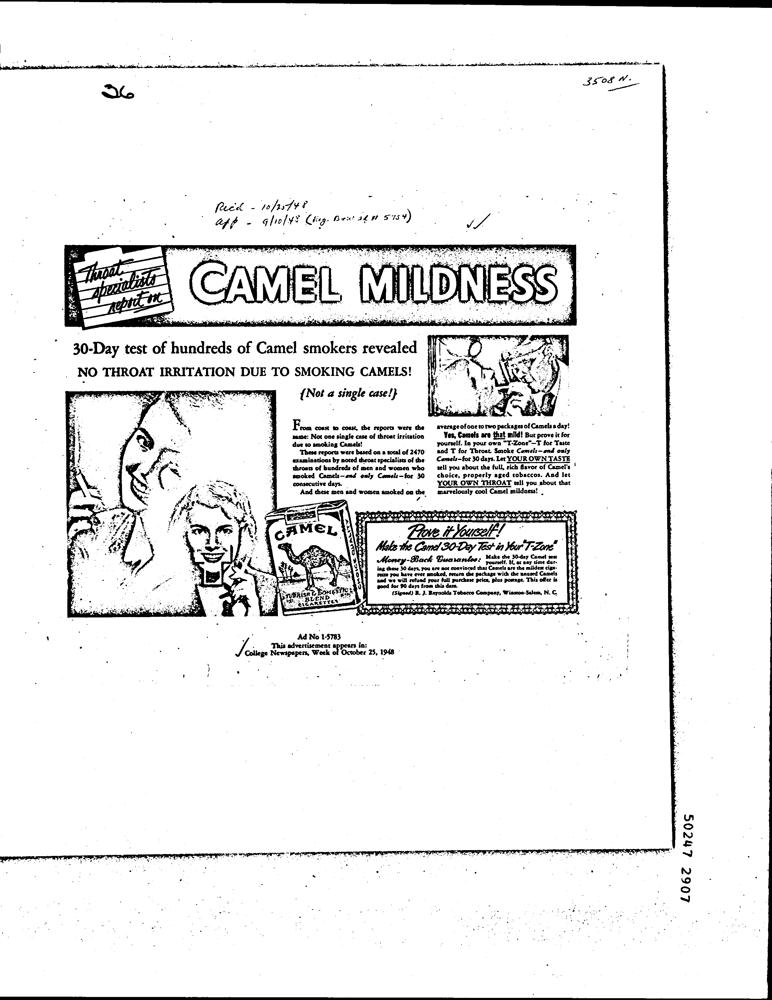 3508 N.
26
Rec'd - 10/25/48
app - 9/10/48
Throat
specialists
report on
CAMEL MILDNESS
30-Day test of hundreds of Camel smokers revealed
NO THROAT IRRITATION DUE TO SMOKING CAMELS!
{Not a single case!}
From coast to coast, the reports were the
same: Not one single case of throat irritation
due to smoking Camels!
These reports were based on a total of 2470
examinations by noted throat specialists of the
throats of hundreds of men and women who
smoked Camels—and only Camels—for 30
consecutive days.
And these men and women smoked on the
average of one to two packages of Camels a day!
Yes, Camels are that mild! But prove it for
yourself. In your own "T-Zone"—T for Taste
and T for Throat. Smoke Camels—and only
Camels—for 30 days. Let YOUR OWN TASTE
tell you about the full, rich flavor of Camel's
choice, properly aged tobaccos. And let
YOUR OWN THROAT tell you about that
marvelously cool Camel mildness!
CAMEL
TURKISH & DOMESTIC
BLEND
CIGARETTES
Prove it Yourself!
Make the Camel 30-Day Test in Your "T-Zone"
Money-Back Guarantee! Make the 30-day Camel test
yourself. If, at any time dur-
ing these 30 days, you are not convinced that Camels are the mildest ciga-
rette you have ever smoked, return the package with the unused Camels
and we will refund your full purchase price, plus postage. This offer is
good for 90 days from this date.
(Signed) R. J. Reynolds Tobacco Company, Winston-Salem, N. C.
Ad No 1-5783
This advertisement appears in:
College Newspapers, Week of October 25, 1948
50247 2907